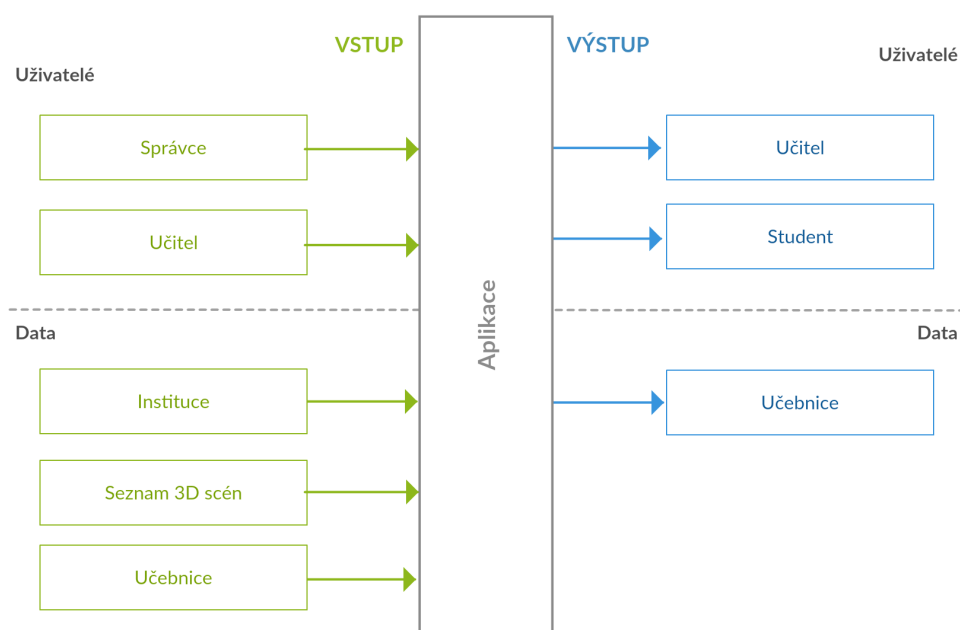 VSTUP
VÝSTUP
Uživatelé
Uživatelé
Správce
Učitel
Učitel
Student
Aplikace
Data
Data
Instituce
Učebnice
Seznam 3D scén
Učebnice